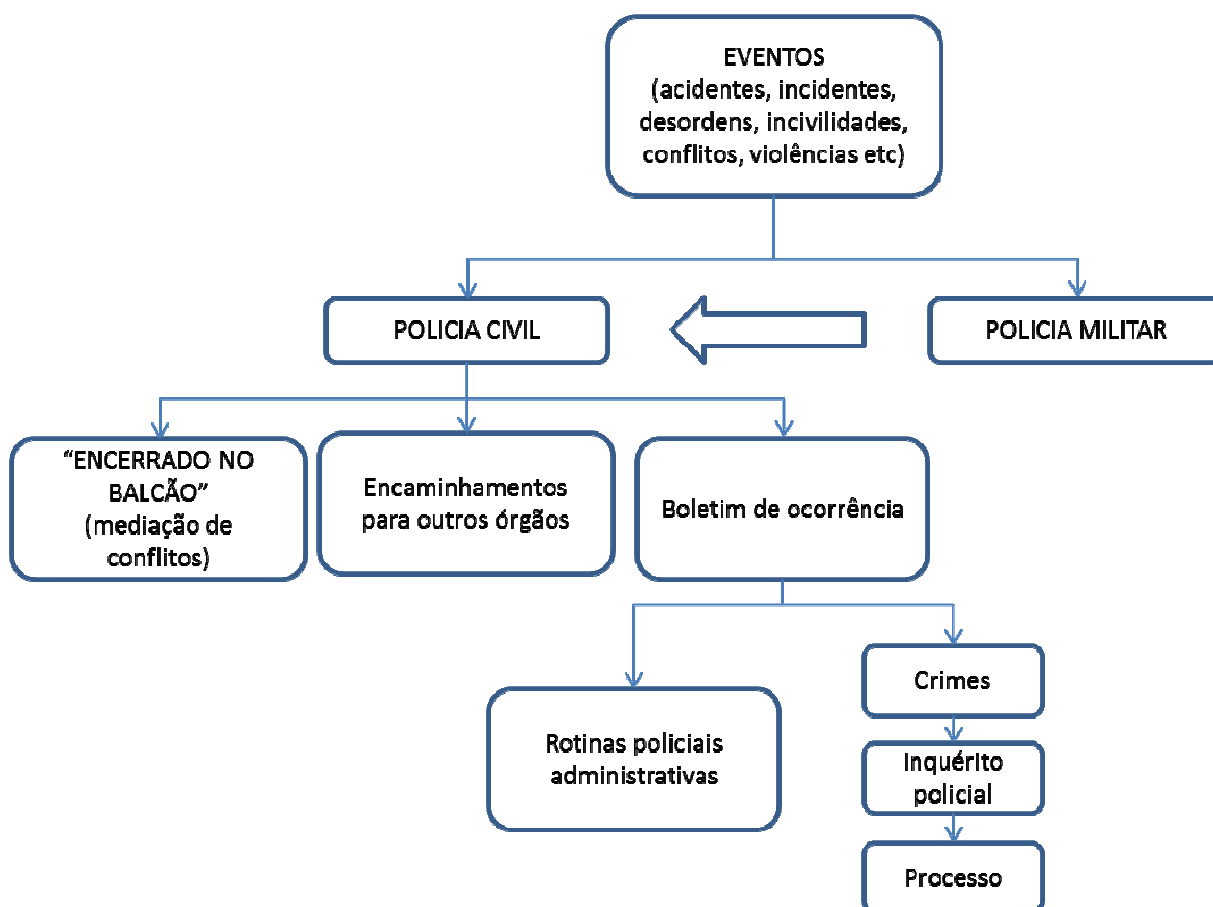 EVENTOS
(acidentes, incidentes,
desordens, incivilidades,
conflitos, violências etc)
POLICIA CIVIL
POLICIA MILITAR
“ENCERRADO NO
BALCÃO”
(mediação de
conflitos)
Encaminhamentos
para outros órgãos
Boletim de ocorrência
Rotinas policiais
administrativas
Crimes
Inquérito
policial
Processo